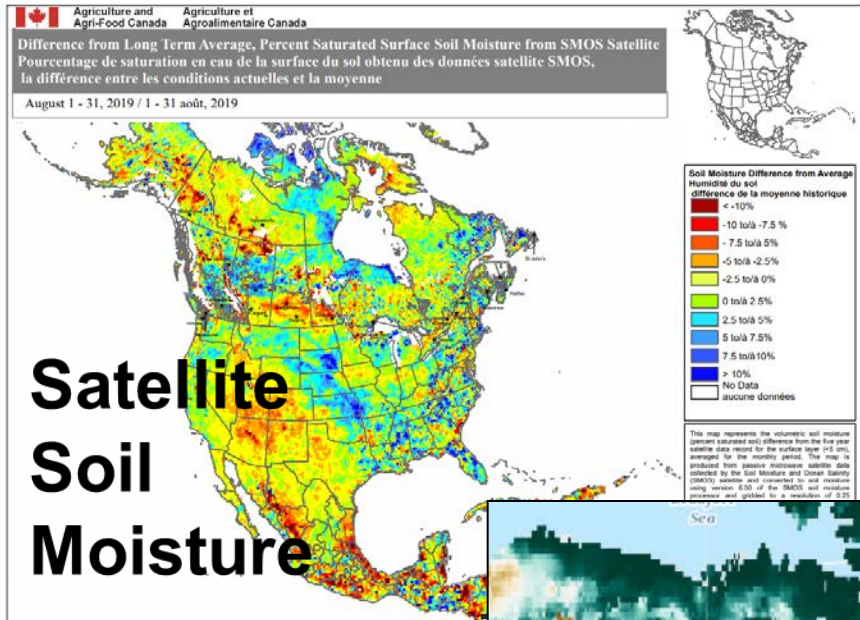 Agriculture and Agri-Food Canada
Agriculture et Agroalimentaire Canada
Difference from Long Term Average, Percent Saturated Surface Soil Moisture from SMOS Satellite
Pourcentage de saturation en eau de la surface du sol obtenu des données satellite SMOS,
la différence entre les conditions actuelles et la moyenne
August 1 - 31, 2019 / 1 - 31 août, 2019
Soil Moisture Difference from Average
Humidité du sol
différence de la moyenne historique
< -10%
-10 to/à -7.5 %
- 7.5 to/à 5%
-5 to/à -2.5%
-2.5 to/à 0%
0 to/à 2.5%
2.5 to/à 5%
5 to/à 7.5%
7.5 to/à10%
> 10%
No Data
aucune données
St John's
Halifax
Satellite
Soil
Moisture
This map represents the volumetric soil moisture
(percent saturated soil) difference from the five year
satellite data record for the surface layer (<5 cm),
averaged for the monthly period. The map is
produced from passive microwave satellite data
collected by the Soil Moisture and Ocean Salinity
(SMOS) satellite and converted to soil moisture
using version 6.50 of the SMOS soil moisture
processor and gridded to a resolution of 0.25
Sea